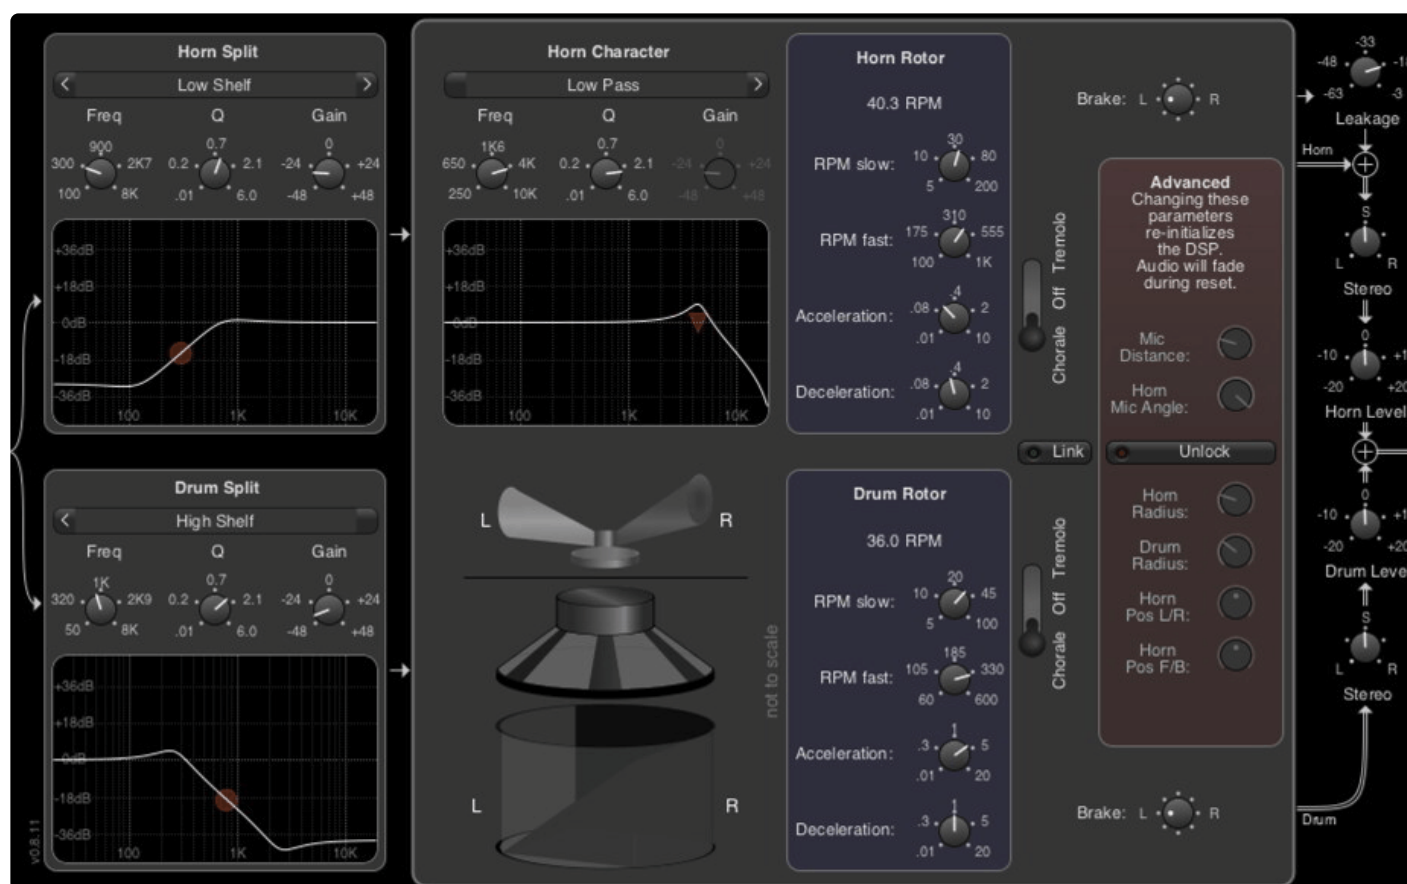 Horn Split
< Low Shelf >
Freq Q Gain
900 0.7 0
300 2K7 0.2 2.1 -24 +24
100 8K .01 6.0 -48 +48
+36dB
+18dB
0dB
-18dB
-36dB
100 1K 10K
Drum Split
< High Shelf
Freq Q Gain
1K 0.7 0
320 2K9 0.2 2.1 -24 +24
50 8K .01 6.0 -48 +48
+36dB
+18dB
0dB
-18dB
-36dB
100 1K 10K
v0.8.11
Horn Character
Low Pass >
Freq Q Gain
1K6 0.7 0
650 4K 0.2 2.1 -24 +24
250 10K .01 6.0 -48 +48
+36dB
+18dB
0dB
-18dB
-36dB
100 1K 10K
L R
L R
not to scale
Horn Rotor
40.3 RPM
30
RPM slow: 10 80
5 200
310
RPM fast: 175 555
100 1K
.4
Acceleration: .08 2
.01 10
.4
Deceleration: .08 2
.01 10
Drum Rotor
36.0 RPM
20
RPM slow: 10 45
5 100
185
RPM fast: 105 330
60 600
1
Acceleration: .3 5
.01 20
1
Deceleration: .3 5
.01 20
Brake: L R
Chorale Off Tremolo
Link
Chorale Off Tremolo
Brake: L R
Advanced
Changing these
parameters
re-initializes
the DSP.
Audio will fade
during reset.
Mic
Distance:
Horn
Mic Angle:
Unlock
Horn
Radius:
Drum
Radius:
Horn
Pos L/R:
Horn
Pos F/B:
-33
-48
-63 -3
Leakage
Horn
S
L R
Stereo
0
-10
-20
Horn Level
0
-10
-20
Drum Leve
S
L R
Stereo
Drum